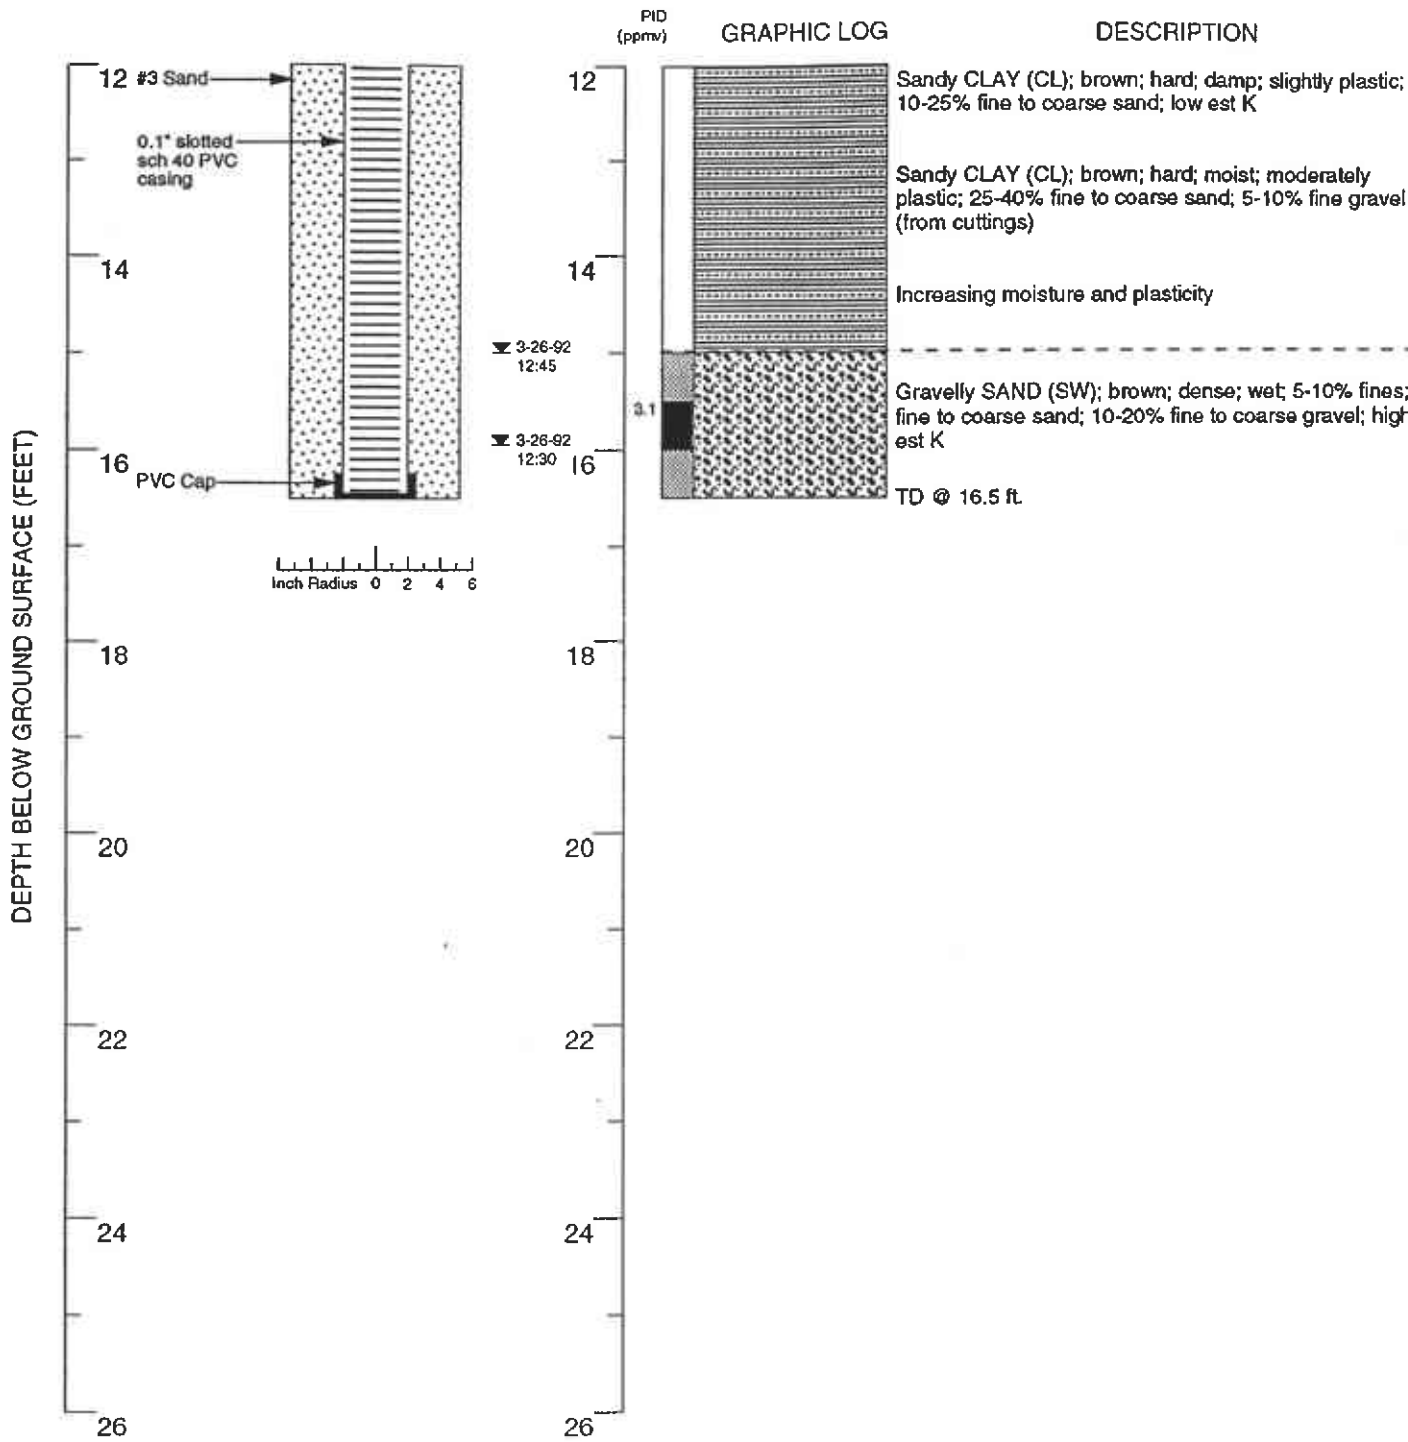 PID
(ppmv)
GRAPHIC LOG
DESCRIPTION
DEPTH BELOW GROUND SURFACE (FEET)
12
#3 Sand
0.1" slotted
sch 40 PVC
casing
14
3-26-92
12:45
3-26-92
12:30
16
PVC Cap
Inch Radius 0 2 4 6
18
20
22
24
26
12
14
3.1
16
18
20
22
24
26
Sandy CLAY (CL); brown; hard; damp; slightly plastic;
10-25% fine to coarse sand; low est K
Sandy CLAY (CL); brown; hard; moist; moderately
plastic; 25-40% fine to coarse sand; 5-10% fine gravel
(from cuttings)
Increasing moisture and plasticity
Gravelly SAND (SW); brown; dense; wet; 5-10% fines;
fine to coarse sand; 10-20% fine to coarse gravel; high
est K
TD @ 16.5 ft.